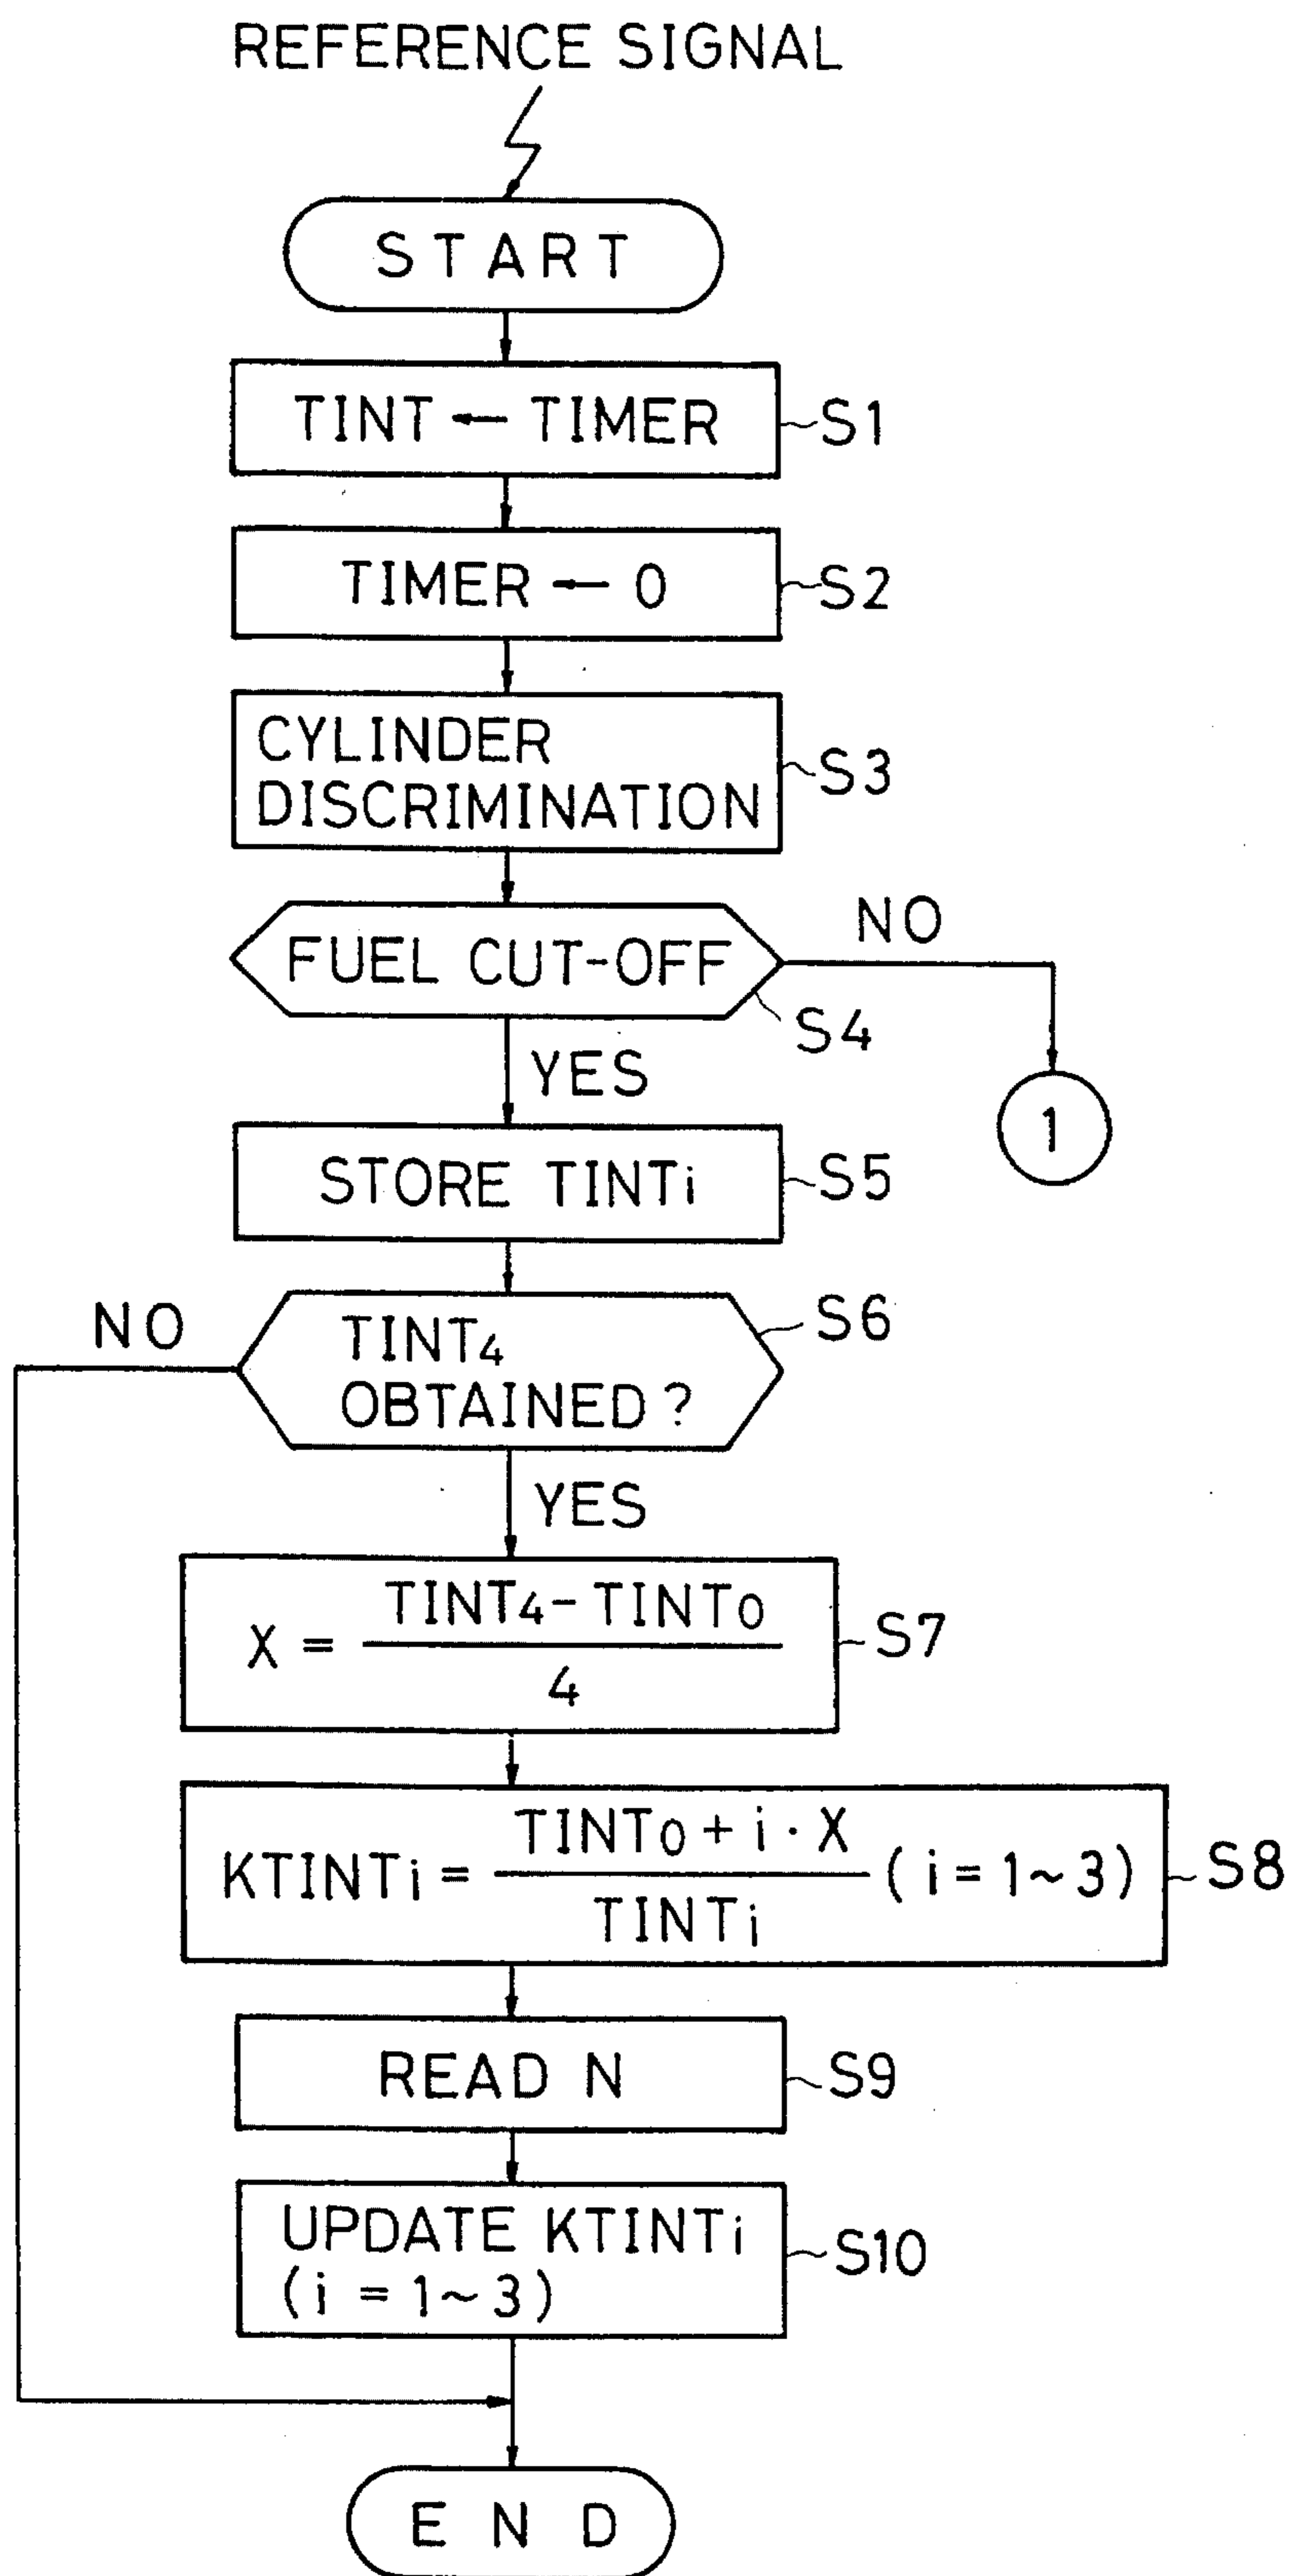 REFERENCE SIGNAL
START
TINT ← TIMER
S1
TIMER ← 0
S2
CYLINDER
DISCRIMINATION
S3
FUEL CUT-OFF
NO
S4
YES
1
STORE TINTi
S5
NO
TINT4
OBTAINED?
S6
YES
X = (TINT4 - TINT0) / 4
S7
KTINTi = (TINT0 + i · X) / TINTi (i = 1~3)
S8
READ N
S9
UPDATE KTINTi
(i = 1~3)
S10
END